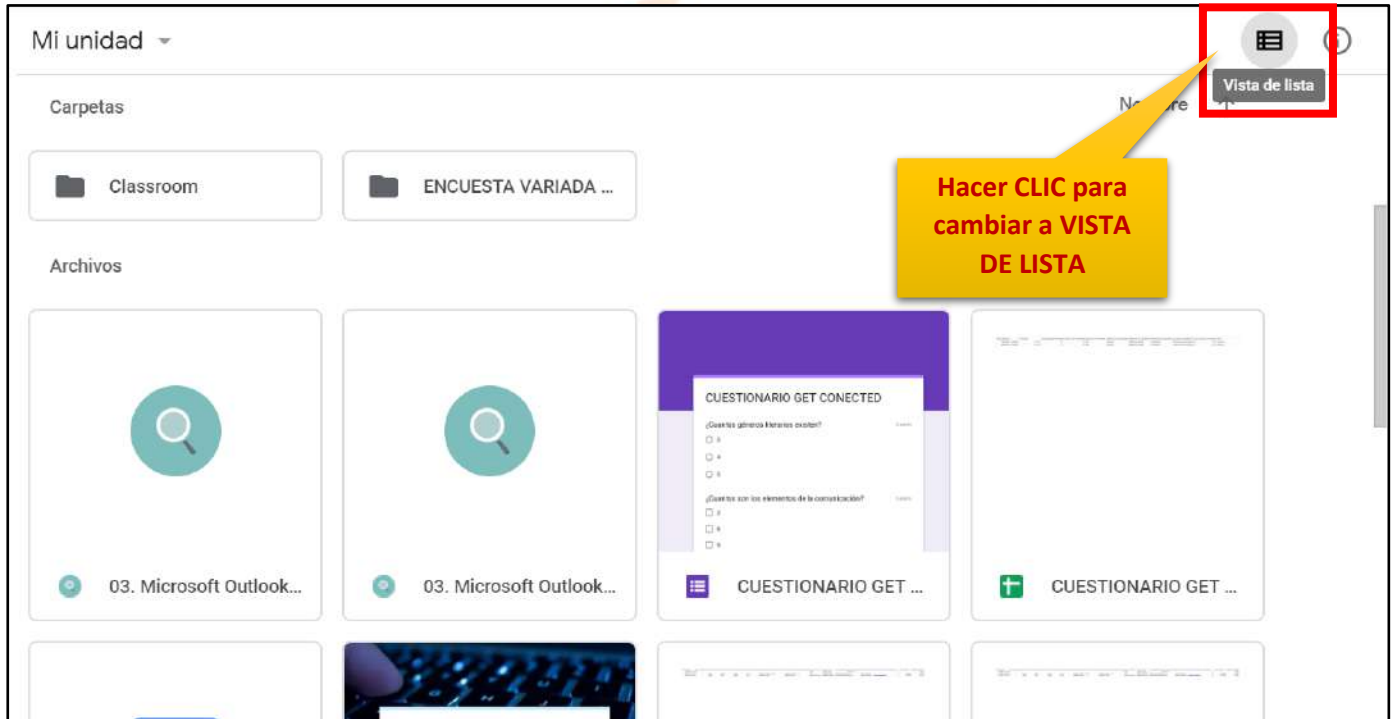 Mi unidad
Vista de lista
Carpetas
Classroom
ENCUESTA VARIADA ...
Hacer CLIC para
cambiar a VISTA
DE LISTA
Archivos
CUESTIONARIO GET CONECTED
¿Cuantos géneros literarios existen?
¿Cuantos son los elementos de la comunicación?
03. Microsoft Outlook...
03. Microsoft Outlook...
CUESTIONARIO GET ...
CUESTIONARIO GET ...